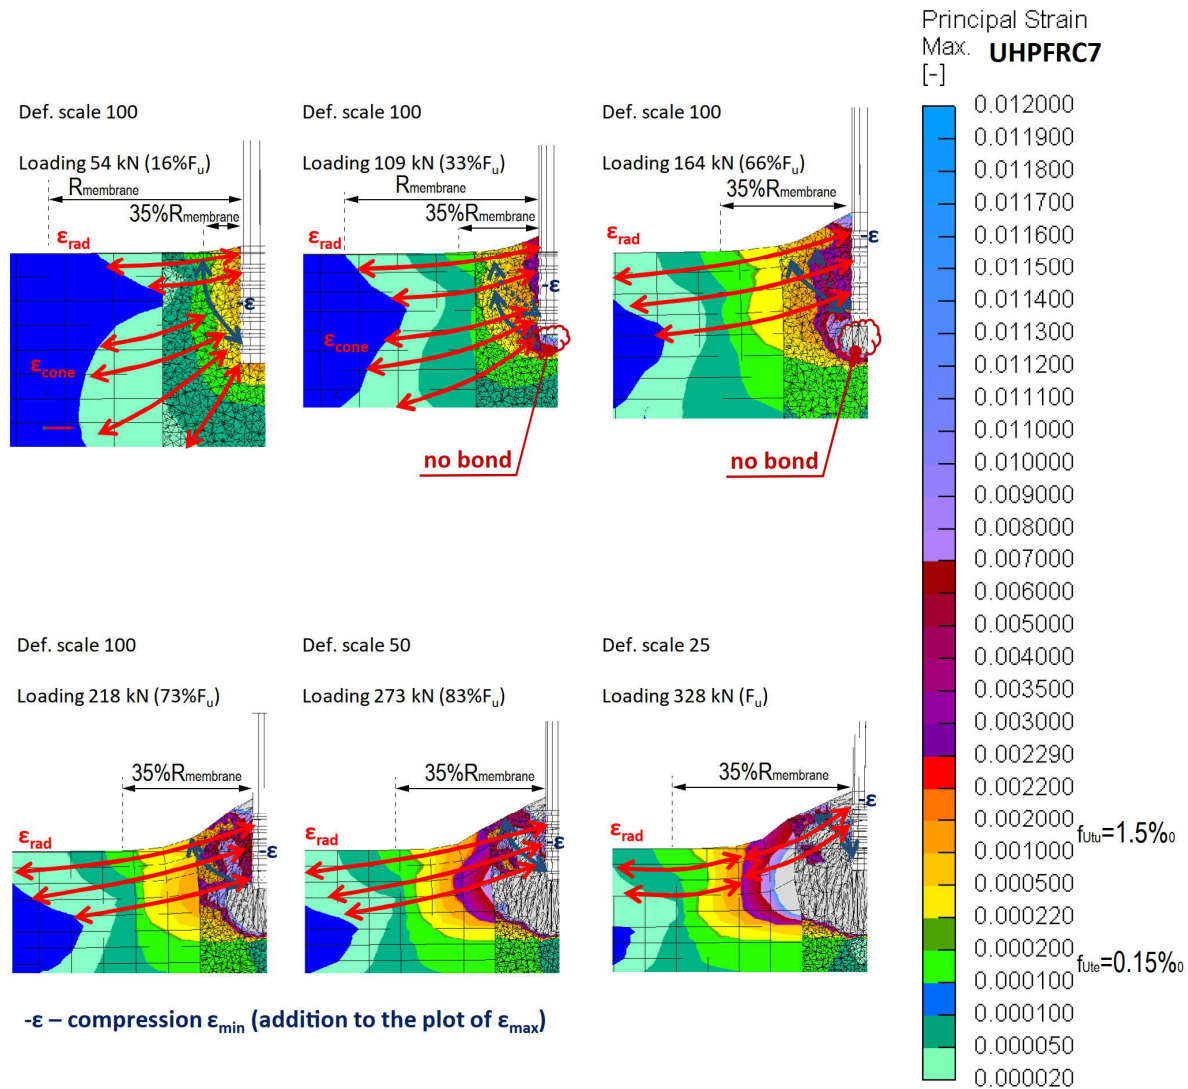 Principal Strain
Max. UHPFRC7
[-]
Def. scale 100
Def. scale 100
Def. scale 100
Loading 54 kN (16%Fu)
Loading 109 kN (33%Fu)
Loading 164 kN (66%Fu)
Rmembrane
Rmembrane
35%Rmembrane
35%Rmembrane
35%Rmembrane
εrad
εrad
εrad
-ε
-ε
-ε
εcone
εcone
no bond
no bond
Def. scale 100
Def. scale 50
Def. scale 25
Loading 218 kN (73%Fu)
Loading 273 kN (83%Fu)
Loading 328 kN (Fu)
35%Rmembrane
35%Rmembrane
35%Rmembrane
εrad
εrad
εrad
-ε
-ε
-ε
-ε – compression εmin (addition to the plot of εmax)
0.012000
0.011900
0.011800
0.011700
0.011600
0.011500
0.011400
0.011300
0.011200
0.011100
0.011000
0.010000
0.009000
0.008000
0.007000
0.006000
0.005000
0.004000
0.003500
0.003000
0.002290
0.002200
0.002000
0.001000
0.000500
0.000220
0.000200
0.000100
0.000100
0.000050
0.000020
fUtu=1.5‰
fUte=0.15‰